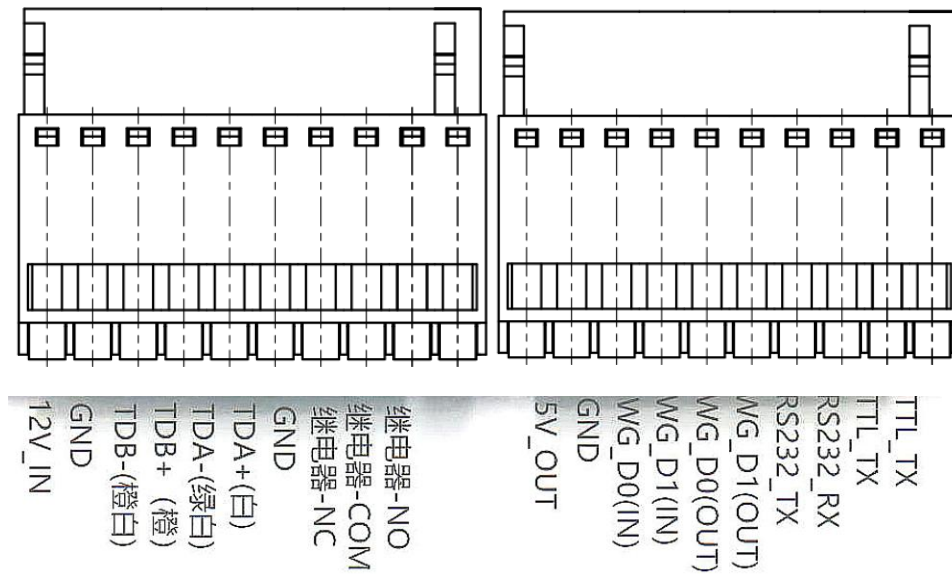 12V_IN
GND
TDB-(橙白)
TDB+ (橙)
TDA-(绿白)
TDA+(白)
GND
继电器-NC
继电器-COM
继电器-NO
5V_OUT
GND
WG_D0(IN)
WG_D1(IN)
WG_D0(OUT)
WG_D1(OUT)
RS232_TX
RS232_RX
TTL_TX
TTL_TX